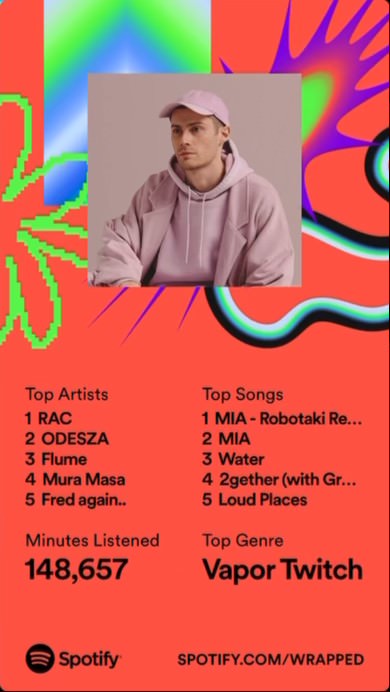 Top Artists
1 RAC
2 ODESZA
3 Flume
4 Mura Masa
5 Fred again..
Top Songs
1 MIA - Robotaki Re...
2 MIA
3 Water
4 2gether (with Gr...
5 Loud Places
Minutes Listened
148,657
Top Genre
Vapor Twitch
Spotify
SPOTIFY.COM/WRAPPED